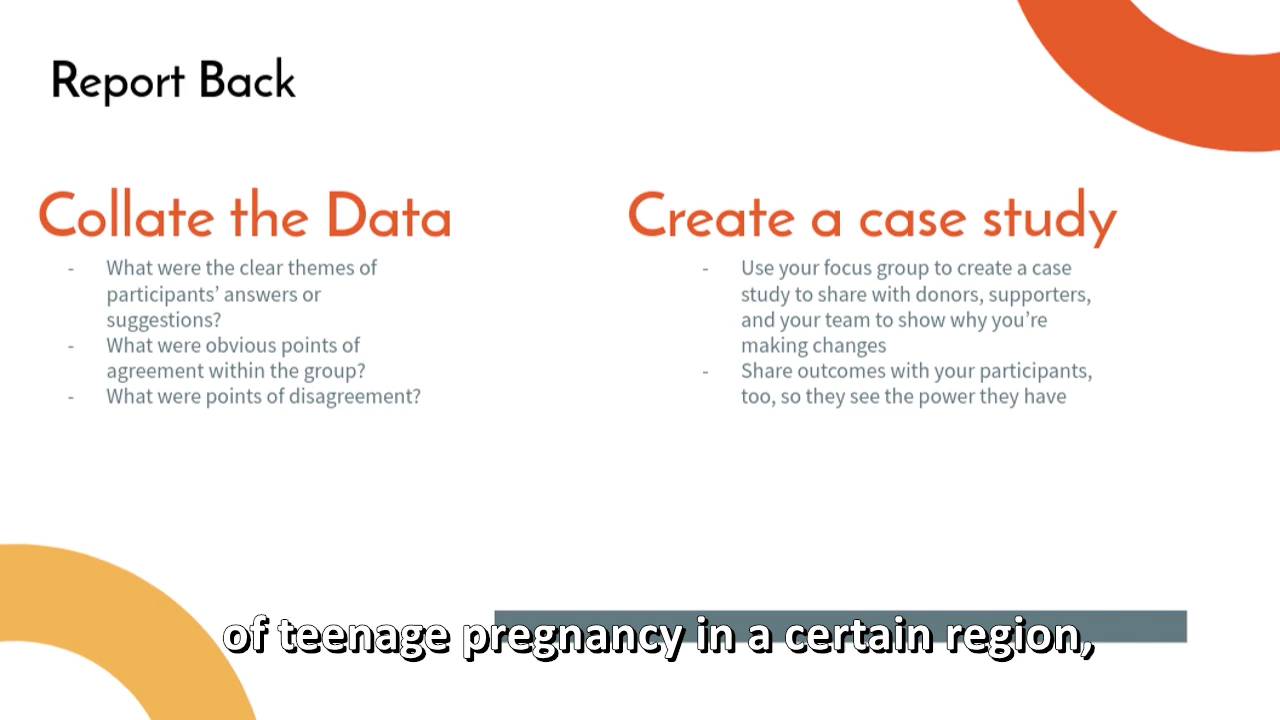 Report Back
Collate the Data
- What were the clear themes of
participants’ answers or
suggestions?
- What were obvious points of
agreement within the group?
- What were points of disagreement?
Create a case study
- Use your focus group to create a case
study to share with donors, supporters,
and your team to show why you’re
making changes
- Share outcomes with your participants,
too, so they see the power they have
of teenage pregnancy in a certain region,